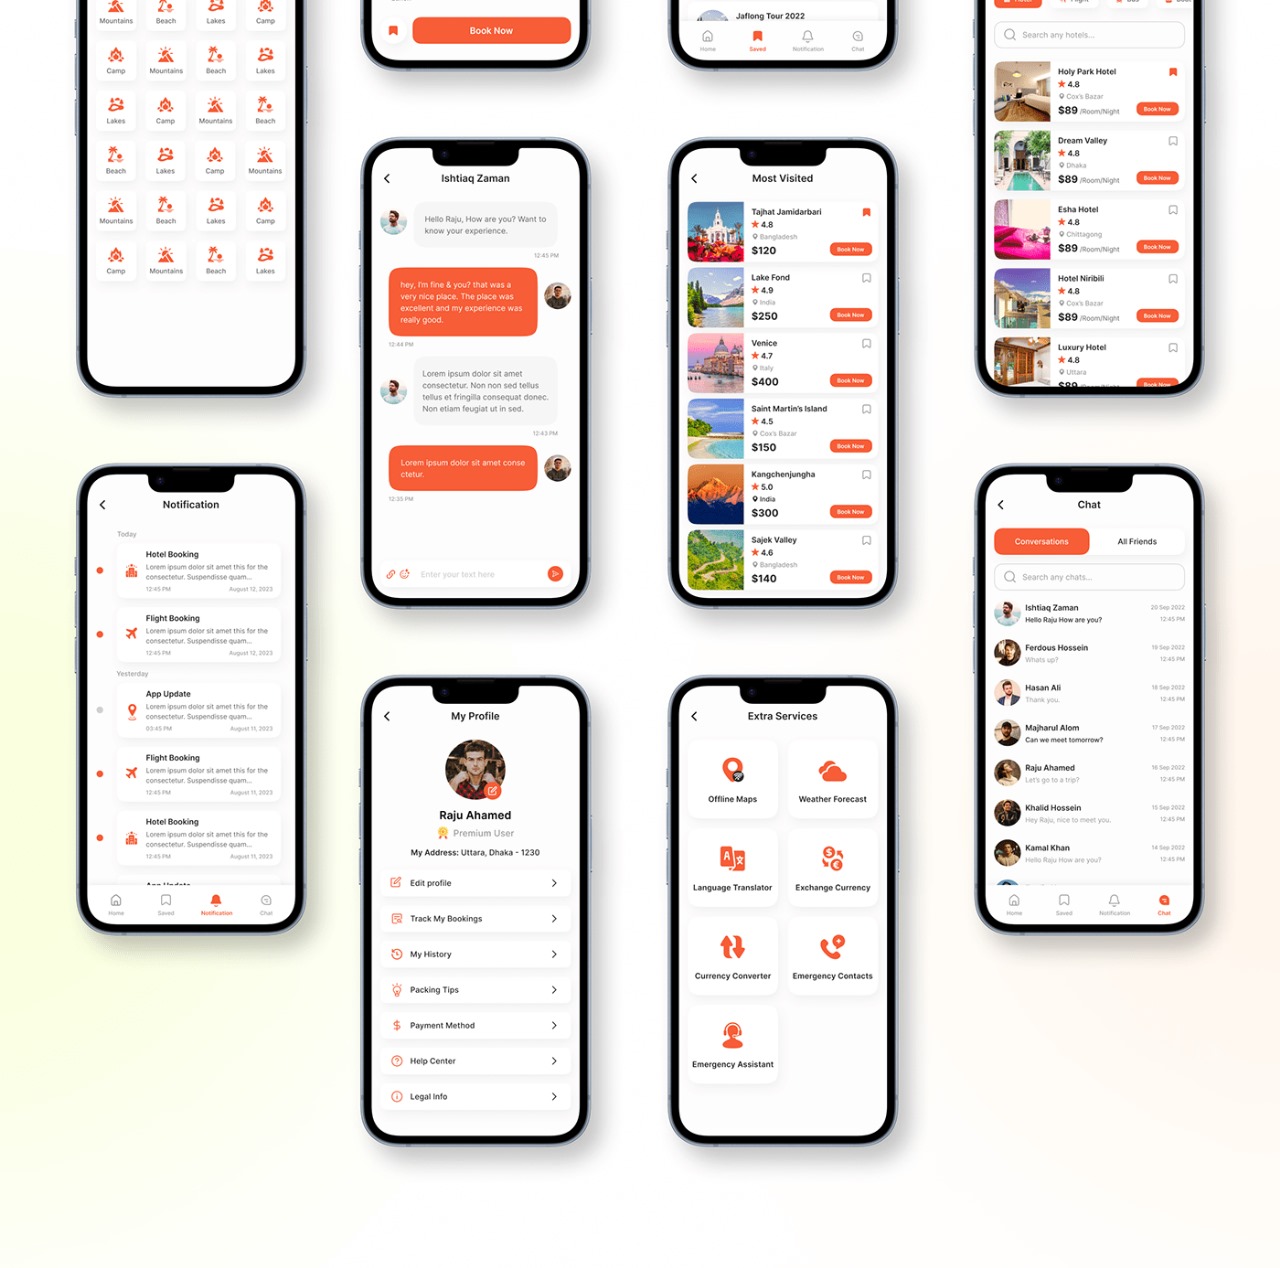 Mountains
Beach
Lakes
Camp
Camp
Mountains
Beach
Lakes
Lakes
Camp
Mountains
Beach
Beach
Lakes
Camp
Mountains
Mountains
Beach
Lakes
Camp
Camp
Mountains
Beach
Lakes
Book Now
Jaflong Tour 2022
Home
Saved
Notification
Chat
Search any hotels...
Holy Park Hotel
4.8
Cox's Bazar
$89 /Room/Night
Book Now
Dream Valley
4.8
Dhaka
$89 /Room/Night
Book Now
Esha Hotel
4.8
Chittagong
$89 /Room/Night
Book Now
Hotel Niribili
4.8
Cox's Bazar
$89 /Room/Night
Book Now
Luxury Hotel
4.8
Uttara
$89 /Room/Night
Book Now
Ishtiaq Zaman
Hello Raju, How are you? Want to
know your experience.
12:45 PM
hey, I'm fine & you? that was a
very nice place. The place was
excellent and my experience was
really good.
12:44 PM
Lorem ipsum dolor sit amet
consectetur. Non non sed tellus
tellus et fringilla consequat donec.
Non etiam feugiat ut in sed.
12:43 PM
Lorem ipsum dolor sit amet conse
ctetur.
12:35 PM
Enter your text here
Most Visited
Tajhat Jamidarbari
4.8
Bangladesh
$120
Book Now
Lake Fond
4.9
India
$250
Book Now
Venice
4.7
Italy
$400
Book Now
Saint Martin's Island
4.5
Cox's Bazar
$150
Book Now
Kangchenjungha
5.0
India
$300
Book Now
Sajek Valley
4.6
Bangladesh
$140
Book Now
Notification
Today
Hotel Booking
Lorem ipsum dolor sit amet this for the
consectetur. Suspendisse quam...
12:45 PM
August 12, 2023
Flight Booking
Lorem ipsum dolor sit amet this for the
consectetur. Suspendisse quam...
12:45 PM
August 12, 2023
Yesterday
App Update
Lorem ipsum dolor sit amet this for the
consectetur. Suspendisse quam...
03:45 PM
August 11, 2023
Flight Booking
Lorem ipsum dolor sit amet this for the
consectetur. Suspendisse quam...
12:45 PM
August 11, 2023
Hotel Booking
Lorem ipsum dolor sit amet this for the
consectetur. Suspendisse quam...
12:45 PM
August 11, 2023
App Update
Home
Saved
Notification
Chat
My Profile
Raju Ahamed
Premium User
My Address: Uttara, Dhaka - 1230
Edit profile
Track My Bookings
My History
Packing Tips
Payment Method
Help Center
Legal Info
Extra Services
Offline Maps
Weather Forecast
Language Translator
Exchange Currency
Currency Converter
Emergency Contacts
Emergency Assistant
Chat
Conversations
All Friends
Search any chats...
Ishtiaq Zaman
20 Sep 2022
Hello Raju How are you?
12:45 PM
Ferdous Hossein
19 Sep 2022
Whats up?
12:45 PM
Hasan Ali
18 Sep 2022
Thank you.
12:45 PM
Majharul Alom
17 Sep 2022
Can we meet tomorrow?
12:45 PM
Raju Ahamed
16 Sep 2022
Let's go to a trip?
12:45 PM
Khalid Hossein
15 Sep 2022
Hey Raju, nice to meet you.
12:45 PM
Kamal Khan
14 Sep 2022
Hello Raju How are you?
12:45 PM
Home
Saved
Notification
Chat